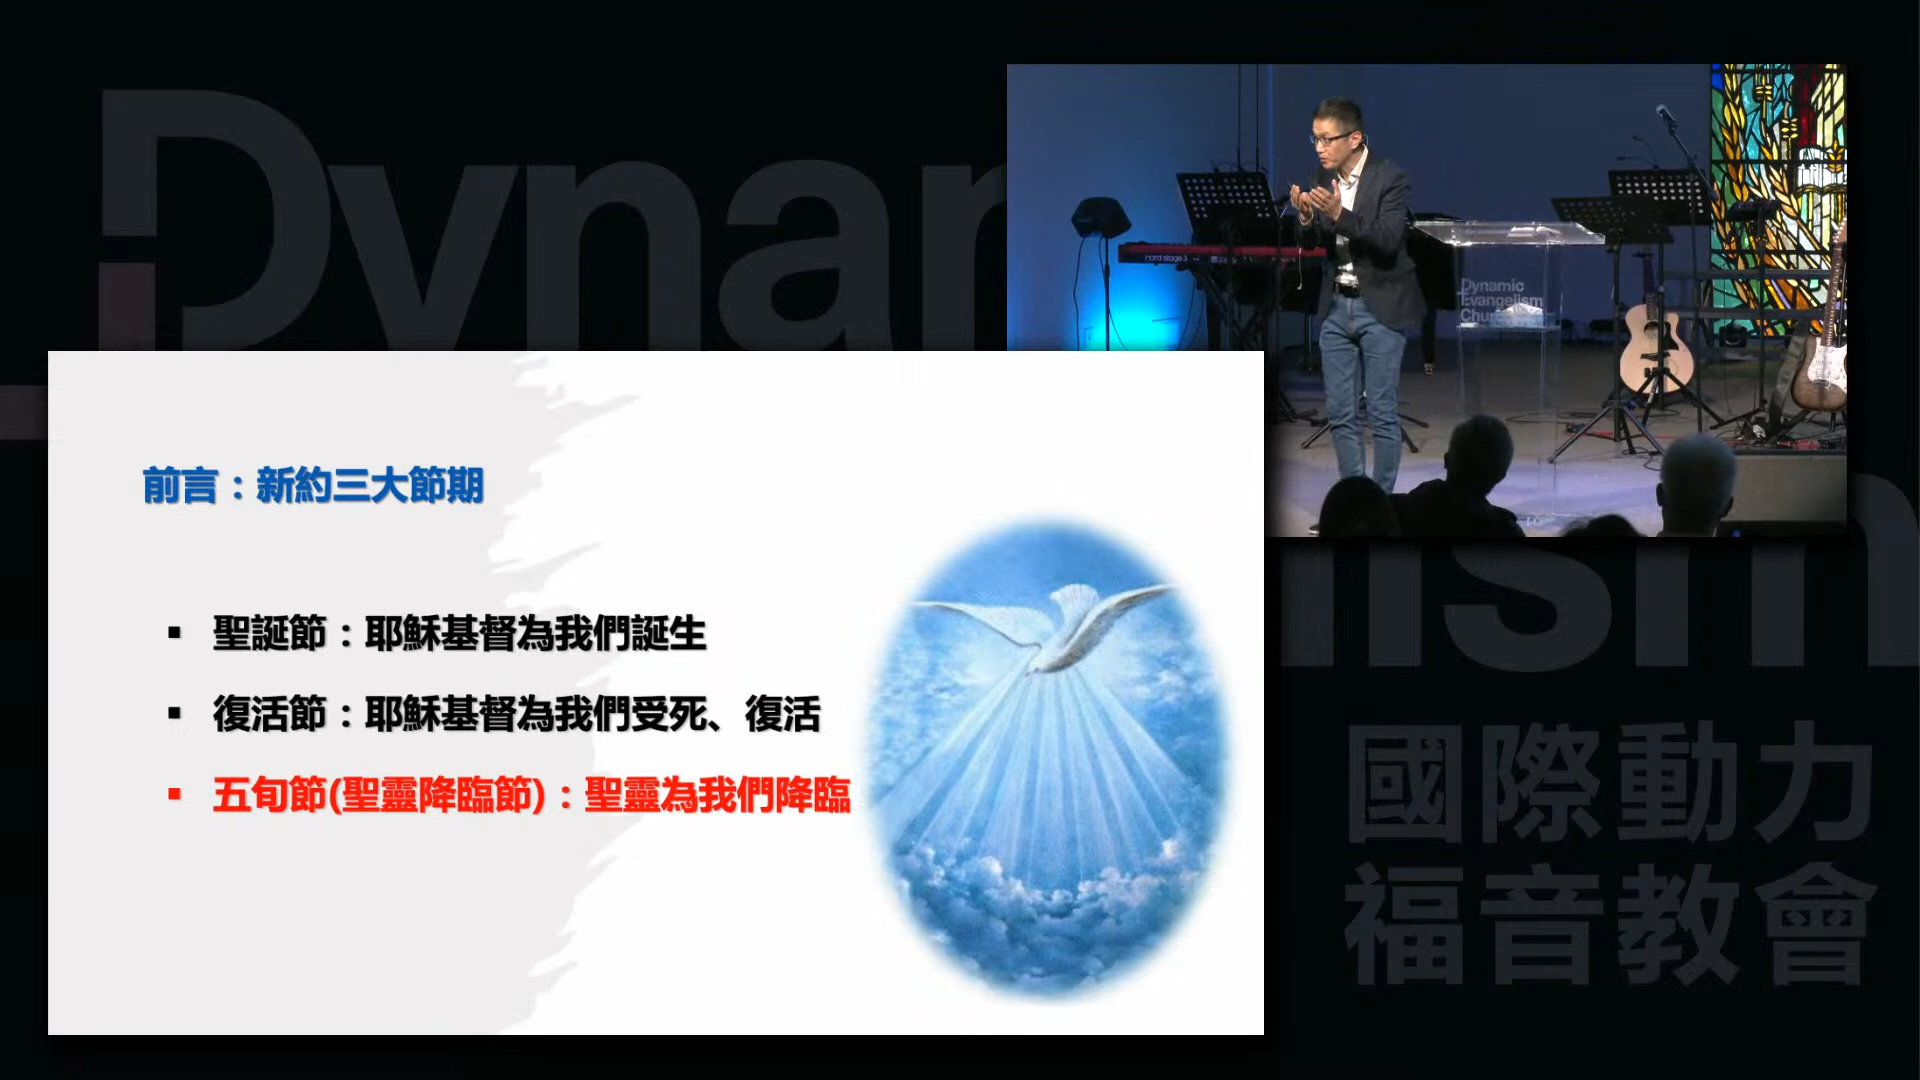 Dynam
nord stage 3
Dynamic
Evangelism
Church
前言：新約三大節期
▪ 聖誕節：耶穌基督為我們誕生
▪ 復活節：耶穌基督為我們受死、復活
▪ 五旬節(聖靈降臨節)：聖靈為我們降臨
ism
國際動力
福音教會